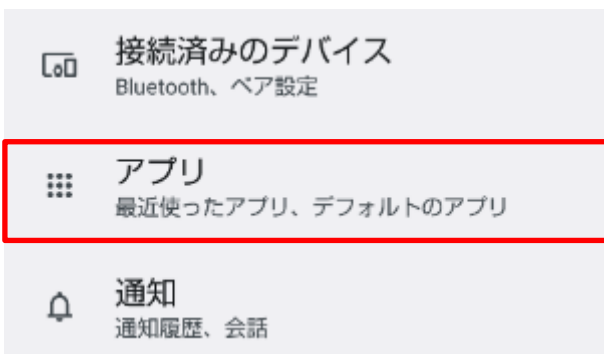 接続済みのデバイス
Bluetooth、ペア設定
アプリ
最近使ったアプリ、デフォルトのアプリ
通知
通知履歴、会話